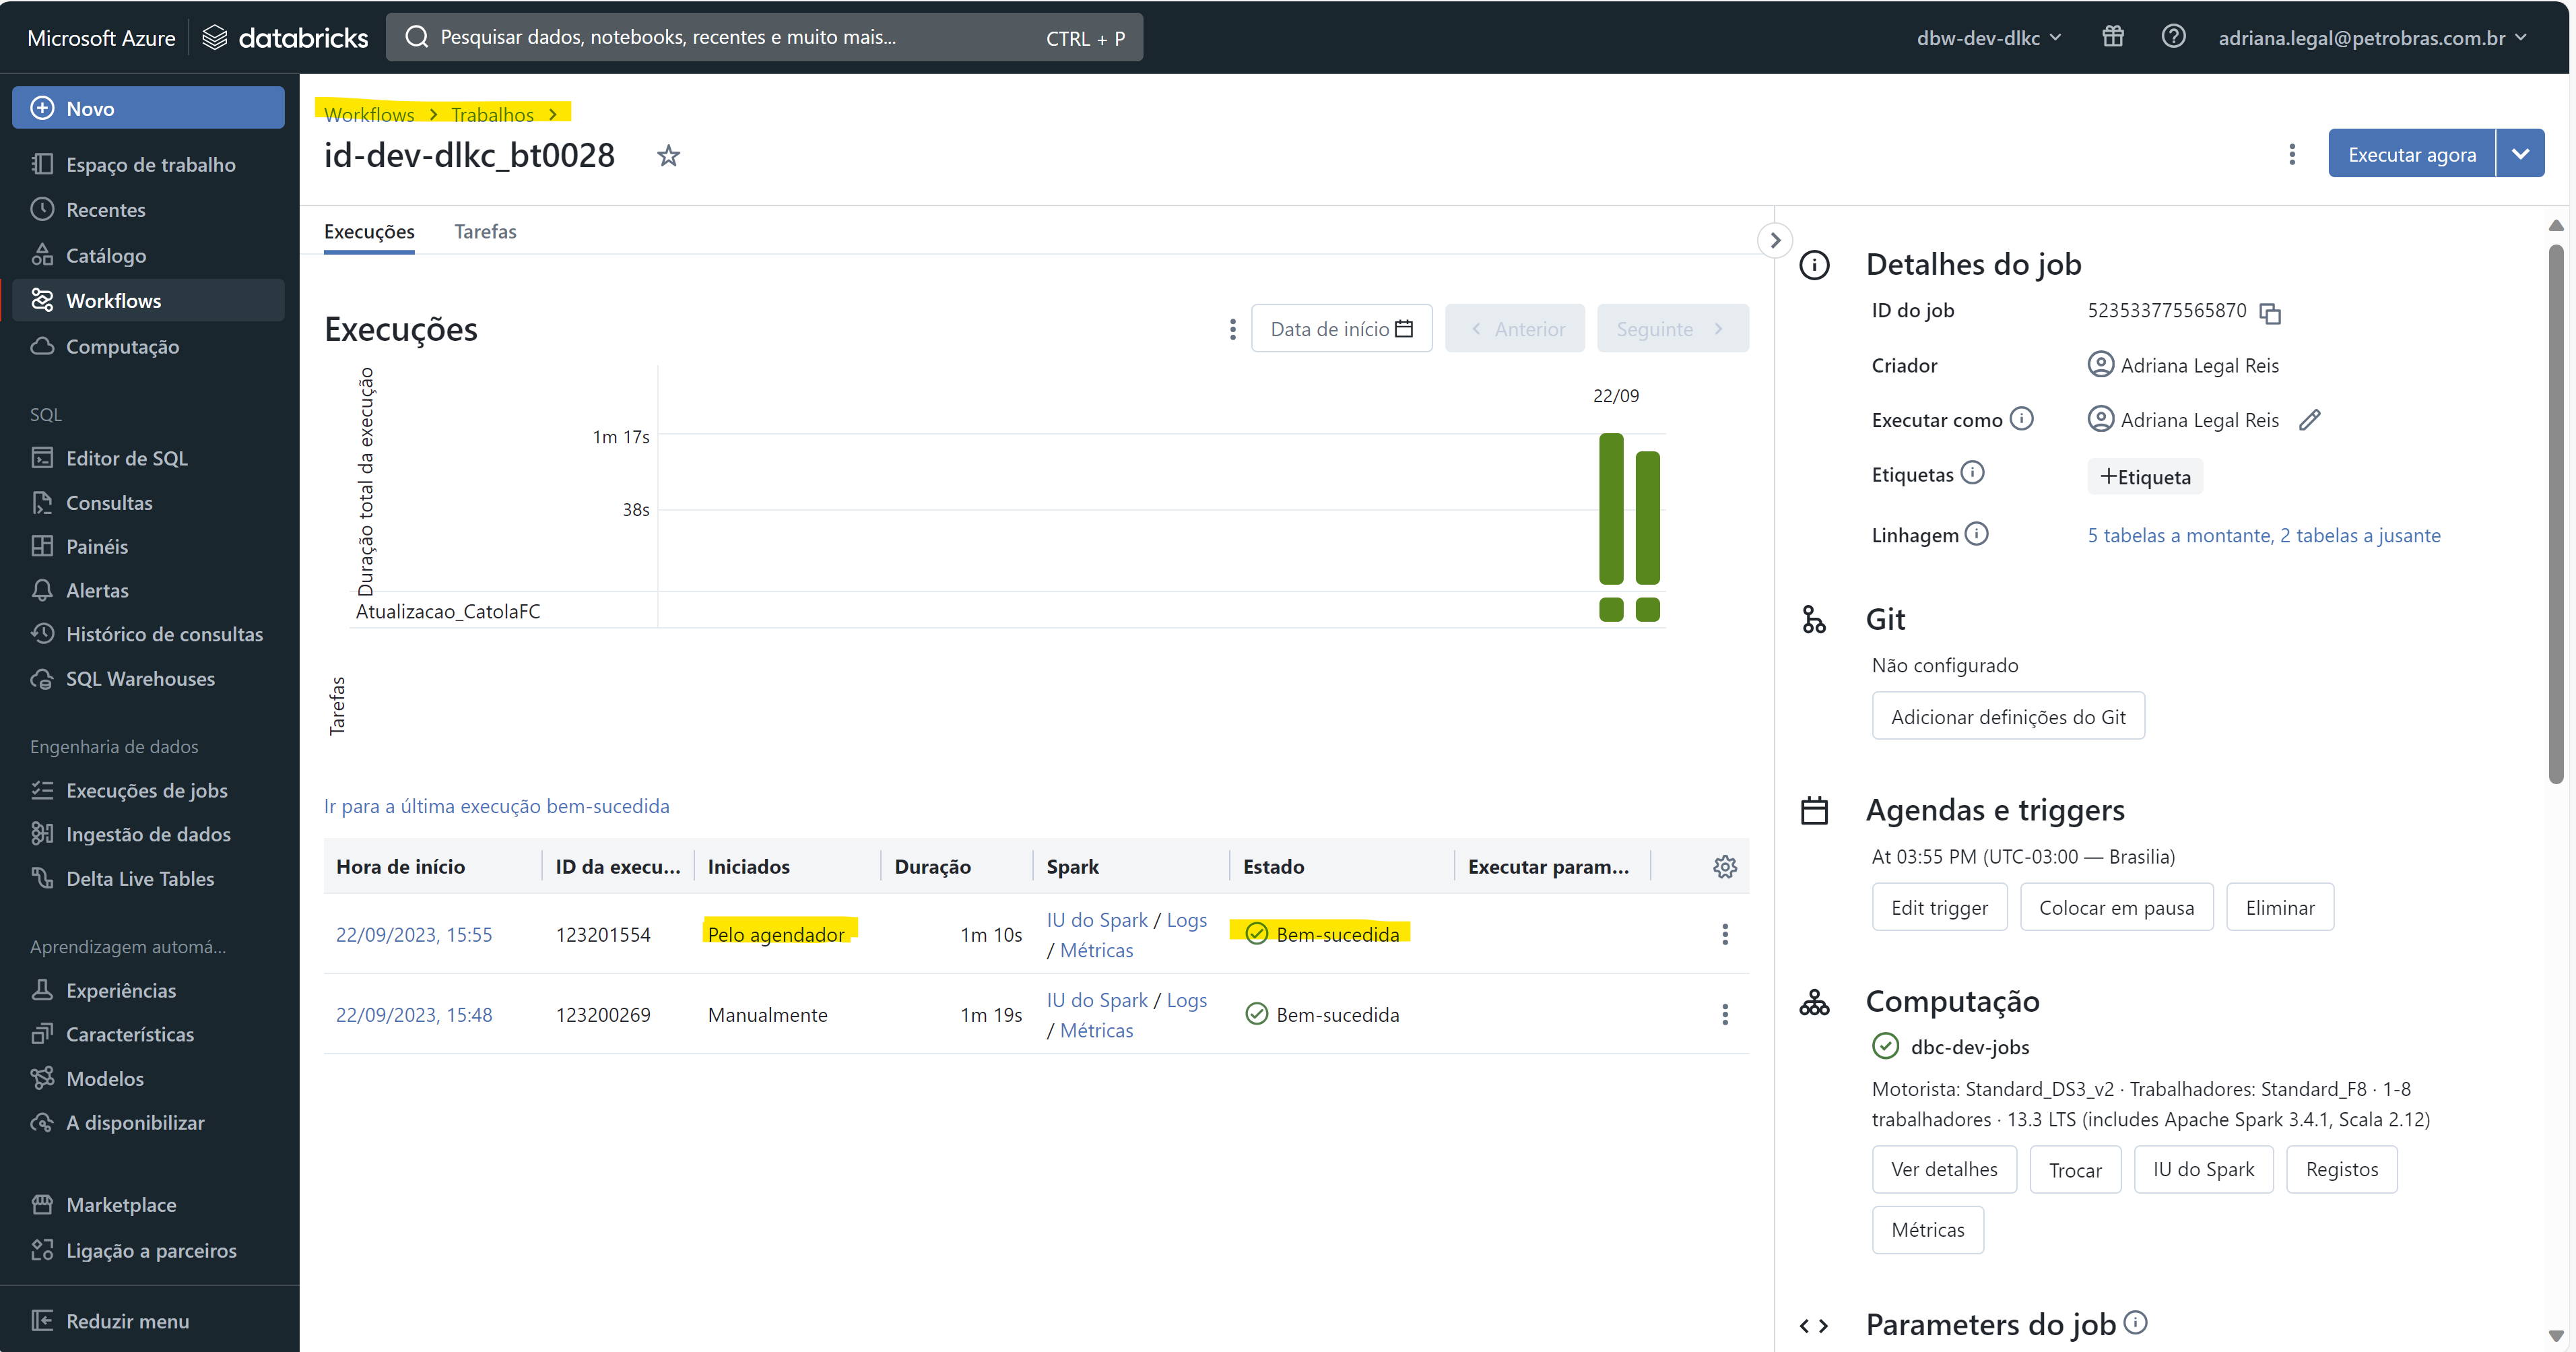 Microsoft Azure
databricks
Pesquisar dados, notebooks, recentes e muito mais...
CTRL + P
dbw-dev-dlkc
adriana.legal@petrobras.com.br
Novo
Espaço de trabalho
Recentes
Catálogo
Workflows
Computação
SQL
Editor de SQL
Consultas
Painéis
Alertas
Histórico de consultas
SQL Warehouses
Engenharia de dados
Execuções de jobs
Ingestão de dados
Delta Live Tables
Aprendizagem automá...
Experiências
Características
Modelos
A disponibilizar
Marketplace
Ligação a parceiros
Reduzir menu
Workflows > Trabalhos >
id-dev-dlkc_bt0028
Executar agora
Execuções
Tarefas
Execuções
Data de início
Anterior
Seguinte
Duração total da execução
22/09
1m 17s
38s
Atualizacao_CatolaFC
Tarefas
Ir para a última execução bem-sucedida
Hora de início ID da execu... Iniciados Duração Spark Estado Executar param...
22/09/2023, 15:55 123201554 Pelo agendador 1m 10s IU do Spark / Logs Bem-sucedida
/ Métricas
22/09/2023, 15:48 123200269 Manualmente 1m 19s IU do Spark / Logs Bem-sucedida
/ Métricas
Detalhes do job
ID do job 523533775565870
Criador Adriana Legal Reis
Executar como Adriana Legal Reis
Etiquetas +Etiqueta
Linhagem 5 tabelas a montante, 2 tabelas a jusante
Git
Não configurado
Adicionar definições do Git
Agendas e triggers
At 03:55 PM (UTC-03:00 — Brasilia)
Edit trigger
Colocar em pausa
Eliminar
Computação
dbc-dev-jobs
Motorista: Standard_DS3_v2 · Trabalhadores: Standard_F8 · 1-8
trabalhadores · 13.3 LTS (includes Apache Spark 3.4.1, Scala 2.12)
Ver detalhes
Trocar
IU do Spark
Registos
Métricas
Parameters do job